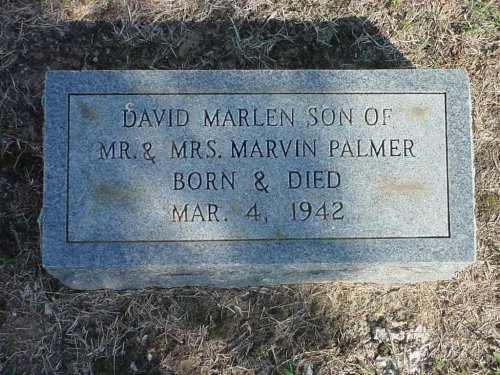 DAVID MARLEN SON OF
MR. & MRS. MARVIN PALMER
BORN & DIED
MAR. 4, 1942